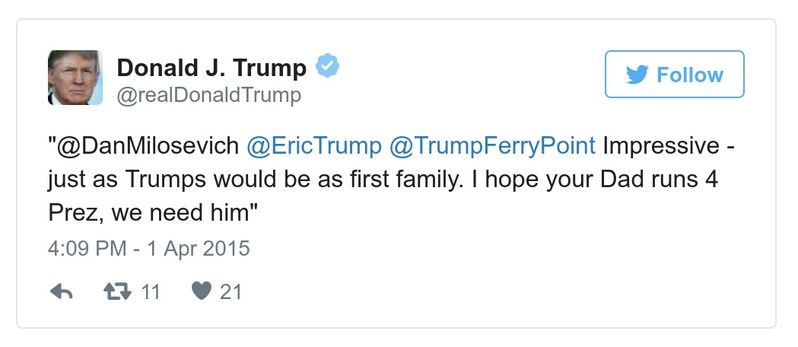 Donald J. Trump
@realDonaldTrump
Follow
"@DanMilosevich @EricTrump @TrumpFerryPoint Impressive -
just as Trumps would be as first family. I hope your Dad runs 4
Prez, we need him"
4:09 PM - 1 Apr 2015
11 21